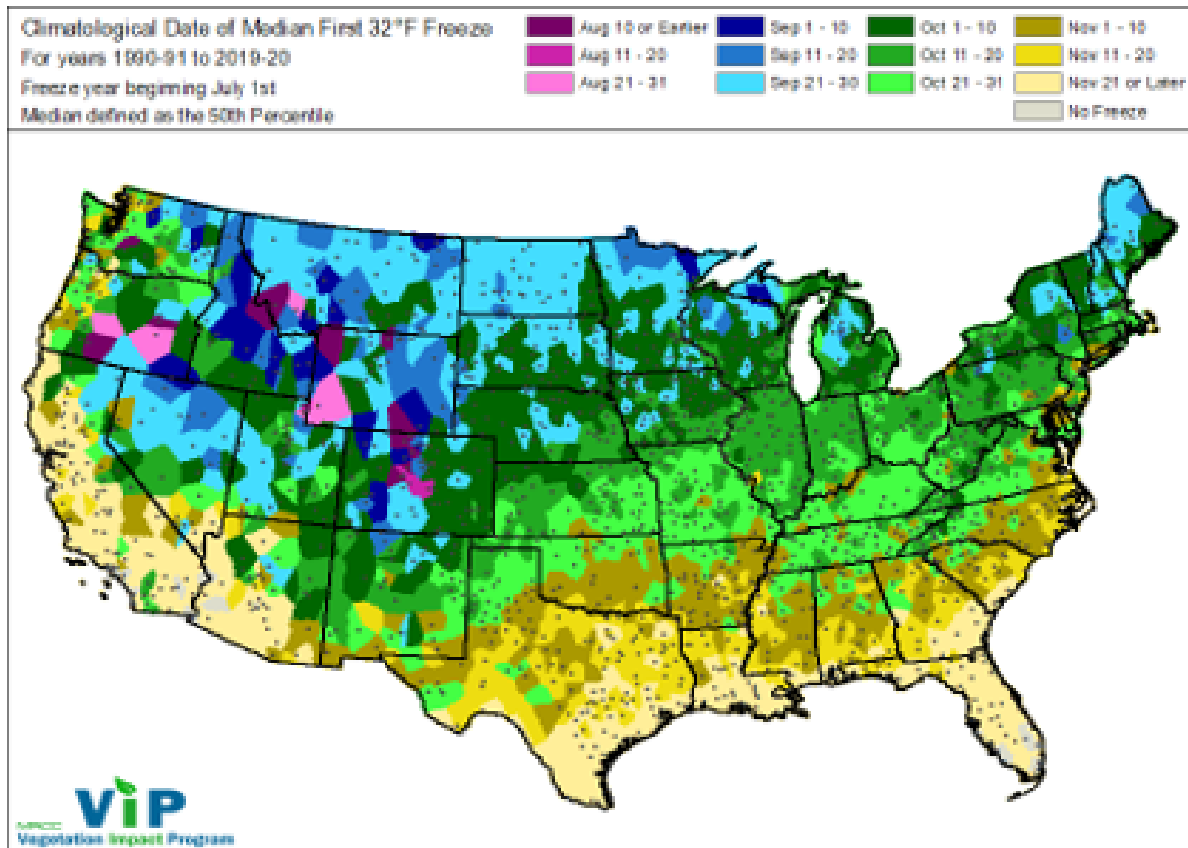 Climatological Date of Median First 32°F Freeze
For years 1990-91 to 2019-20
Freeze year beginning July 1st
Median defined as the 50th Percentile
Aug 10 or Earlier
Aug 11 - 20
Aug 21 - 31
Sep 1 - 10
Sep 11 - 20
Sep 21 - 30
Oct 1 - 10
Oct 11 - 20
Oct 21 - 31
Nov 1 - 10
Nov 11 - 20
Nov 21 or Later
No Freeze
MRCC
ViP
Vegetation Impact Program